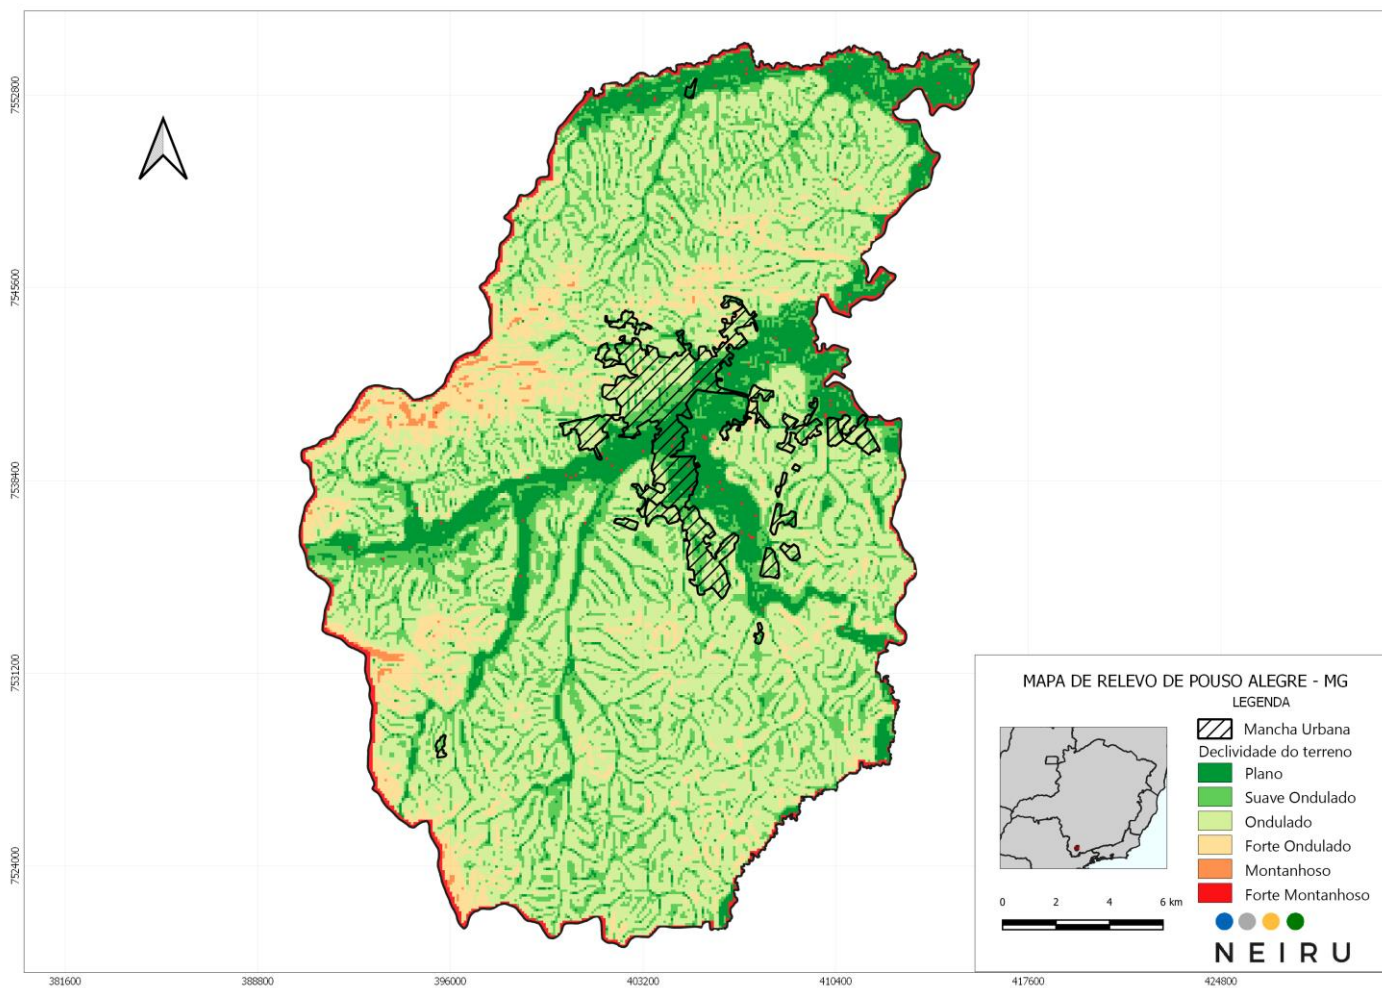 7552800
7545600
7538400
7531200
7524000
MAPA DE RELEVO DE POUSO ALEGRE - MG
LEGENDA
Mancha Urbana
Declividade do terreno
Plano
Suave Ondulado
Ondulado
Forte Ondulado
Montanhoso
Forte Montanhoso
0 2 4 6 km
NEIRU
381600 388800 396000 403200 410400 417600 424800